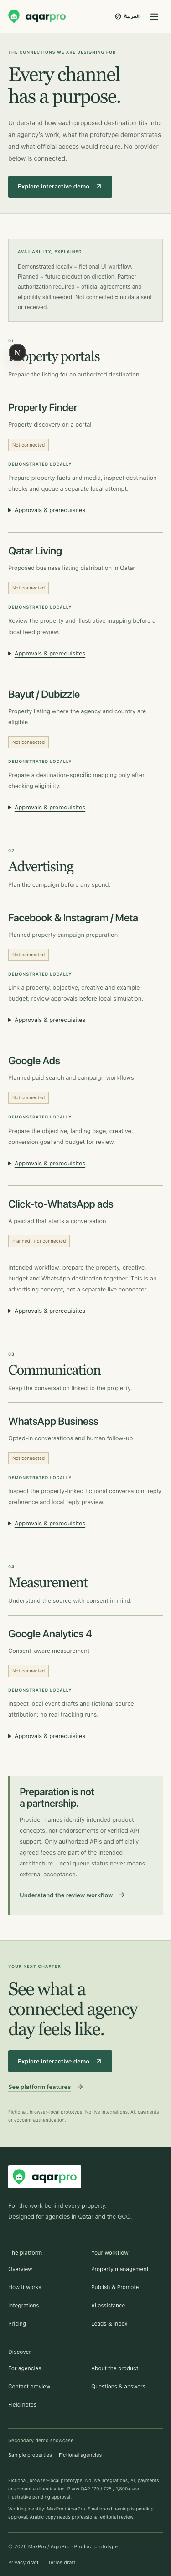 aqarpro
العربية
THE CONNECTIONS WE ARE DESIGNING FOR
Every channel
has a purpose.
Understand how each proposed destination fits into
an agency's work, what the prototype demonstrates
and what official access would require. No provider
below is connected.
Explore interactive demo
AVAILABILITY, EXPLAINED
Demonstrated locally = fictional UI workflow.
Planned = future production direction. Partner
authorization required = official agreements and
eligibility still needed. Not connected = no data sent
or received.
01
N
Property portals
Prepare the listing for an authorized destination.
Property Finder
Property discovery on a portal
Not connected
DEMONSTRATED LOCALLY
Prepare property facts and media, inspect destination
checks and queue a separate local attempt.
Approvals & prerequisites
Qatar Living
Proposed business listing distribution in Qatar
Not connected
DEMONSTRATED LOCALLY
Review the property and illustrative mapping before a
local feed preview.
Approvals & prerequisites
Bayut / Dubizzle
Property listing where the agency and country are
eligible
Not connected
DEMONSTRATED LOCALLY
Prepare a destination-specific mapping only after
checking eligibility.
Approvals & prerequisites
02
Advertising
Plan the campaign before any spend.
Facebook & Instagram / Meta
Planned property campaign preparation
Not connected
DEMONSTRATED LOCALLY
Link a property, objective, creative and example
budget; review approvals before local simulation.
Approvals & prerequisites
Google Ads
Planned paid search and campaign workflows
Not connected
DEMONSTRATED LOCALLY
Prepare the objective, landing page, creative,
conversion goal and budget for review.
Approvals & prerequisites
Click-to-WhatsApp ads
A paid ad that starts a conversation
Planned · not connected
Intended workflow: prepare the property, creative,
budget and WhatsApp destination together. This is an
advertising concept, not a separate live connector.
Approvals & prerequisites
03
Communication
Keep the conversation linked to the property.
WhatsApp Business
Opted-in conversations and human follow-up
Not connected
DEMONSTRATED LOCALLY
Inspect the property-linked fictional conversation, reply
preference and local reply preview.
Approvals & prerequisites
04
Measurement
Understand the source with consent in mind.
Google Analytics 4
Consent-aware measurement
Not connected
DEMONSTRATED LOCALLY
Inspect local event drafts and fictional source
attribution; no real tracking runs.
Approvals & prerequisites
Preparation is not
a partnership.
Provider names identify intended product
concepts, not endorsements or verified API
support. Only authorized APIs and officially
agreed feeds are part of the intended
architecture. Local queue status never means
external acceptance.
Understand the review workflow
YOUR NEXT CHAPTER
See what a
connected agency
day feels like.
Explore interactive demo
See platform features
Fictional, browser-local prototype. No live integrations, AI, payments
or account authentication.
aqarpro
For the work behind every property.
Designed for agencies in Qatar and the GCC.
The platform
Your workflow
Overview
Property management
How it works
Publish & Promote
Integrations
AI assistance
Pricing
Leads & Inbox
Discover
For agencies
About the product
Contact preview
Questions & answers
Field notes
Secondary demo showcase
Sample properties
Fictional agencies
Fictional, browser-local prototype. No live integrations, AI, payments
or account authentication. Plans QAR 179 / 725 / 1,800+ are
illustrative pending approval.
Working identity: MaxPro / AqarPro. Final brand naming is pending
approval. Arabic copy needs professional editorial review.
© 2026 MaxPro / AqarPro · Product prototype
Privacy draft
Terms draft